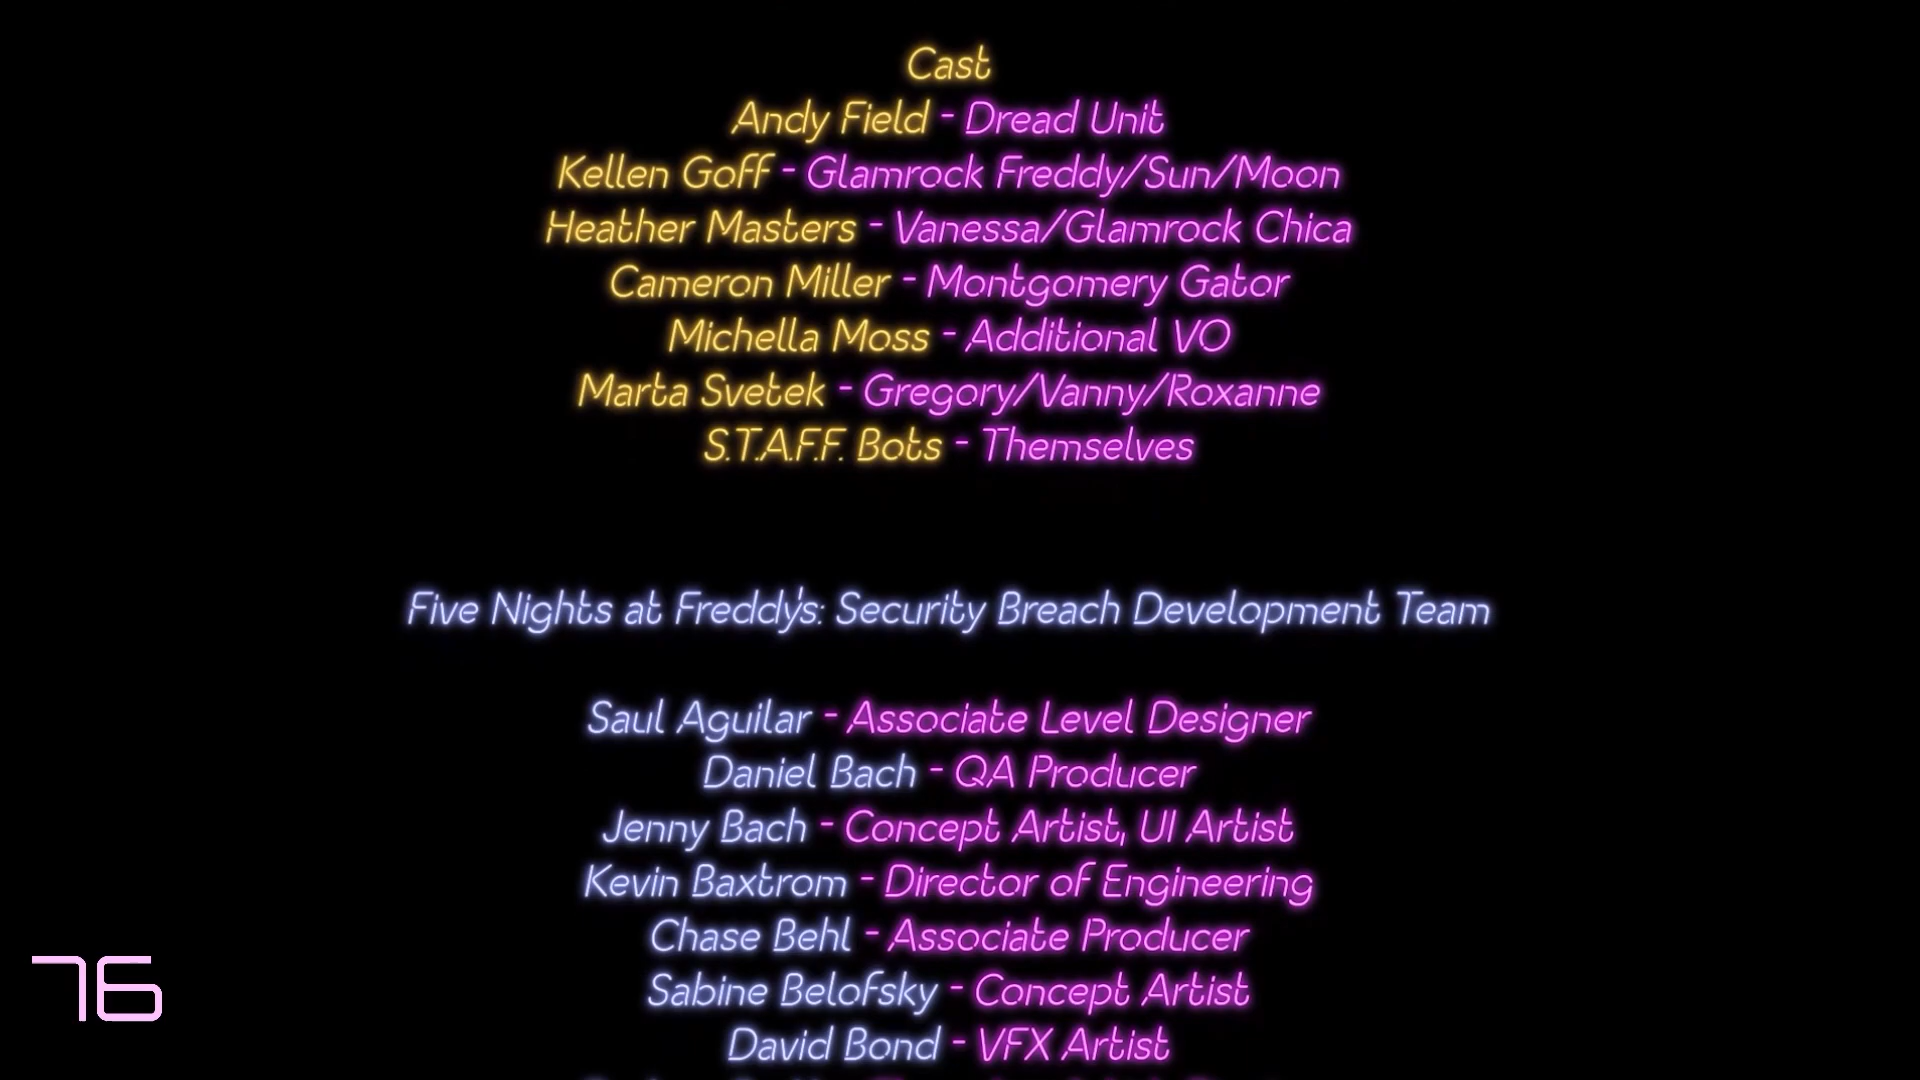 Cast
Andy Field - Dread Unit
Kellen Goff - Glamrock Freddy/Sun/Moon
Heather Masters - Vanessa/Glamrock Chica
Cameron Miller - Montgomery Gator
Michella Moss - Additional VO
Marta Svetek - Gregory/Vanny/Roxanne
S.T.A.F.F. Bots - Themselves
Five Nights at Freddy's: Security Breach Development Team
Saul Aguilar - Associate Level Designer
Daniel Bach - QA Producer
Jenny Bach - Concept Artist, UI Artist
Kevin Baxtrom - Director of Engineering
Chase Behl - Associate Producer
Sabine Belofsky - Concept Artist
David Bond - VFX Artist
76